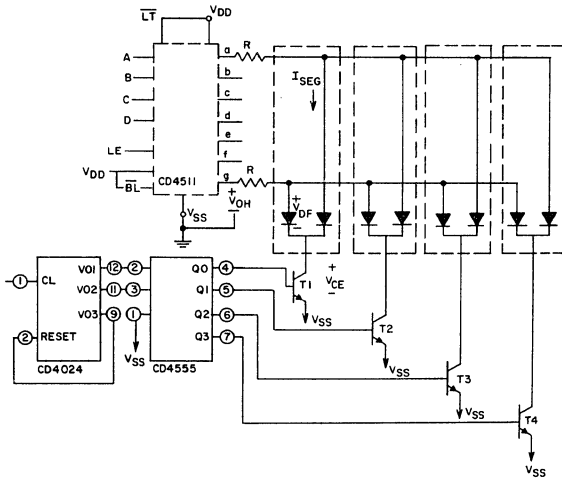 L̅T̅ VDD
A a R
B b
C c ISEG
D d
e
LE f
VDD g R
B̅L̅ CD4511 + VOH −
+ VDF −
VSS
1 CL VO1 12 2 Q0 4 T1 + VCE −
VO2 11 3 Q1 5 VSS T2
VO3 9 1 Q2 6
2 RESET Q3 7 VSS T3
CD4024 VSS CD4555
VSS T4
VSS